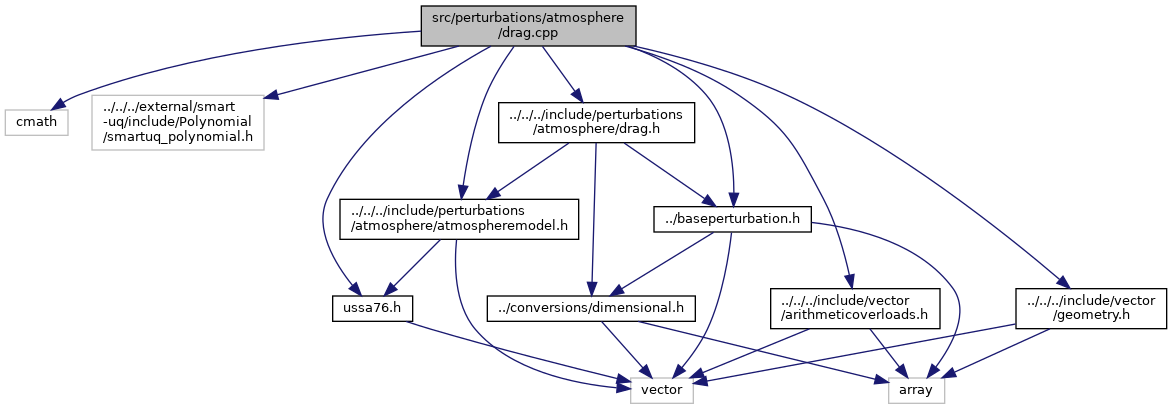 src/perturbations/atmosphere
/drag.cpp
cmath
../../../external/smart
-uq/include/Polynomial
/smartuq_polynomial.h
../../../include/perturbations
/atmosphere/drag.h
../../../include/perturbations
/atmosphere/atmospheremodel.h
../baseperturbation.h
ussa76.h
../conversions/dimensional.h
../../../include/vector
/arithmeticoverloads.h
../../../include/vector
/geometry.h
vector
array